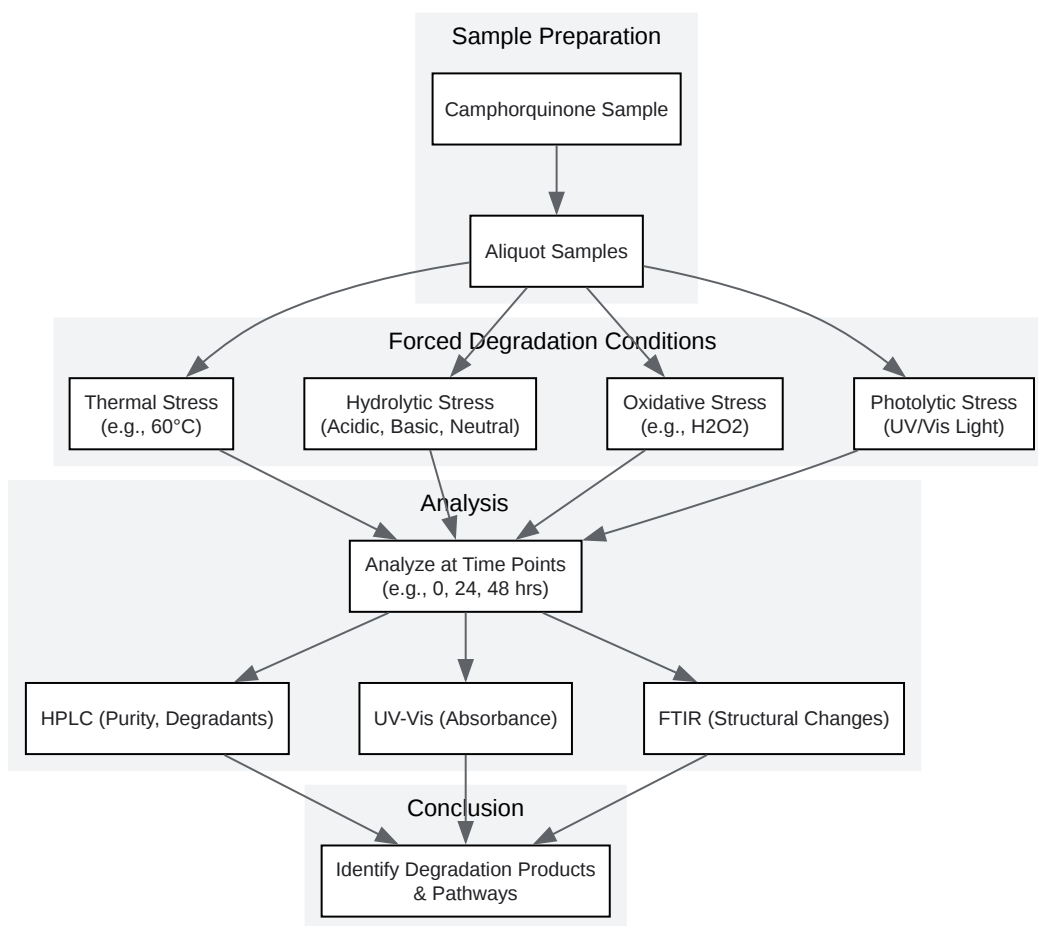 Sample Preparation
Camphorquinone Sample
Aliquot Samples
Forced Degradation Conditions
Thermal Stress
(e.g., 60°C)
Hydrolytic Stress
(Acidic, Basic, Neutral)
Oxidative Stress
(e.g., H2O2)
Photolytic Stress
(UV/Vis Light)
Analysis
Analyze at Time Points
(e.g., 0, 24, 48 hrs)
HPLC (Purity, Degradants)
UV-Vis (Absorbance)
FTIR (Structural Changes)
Conclusion
Identify Degradation Products
& Pathways